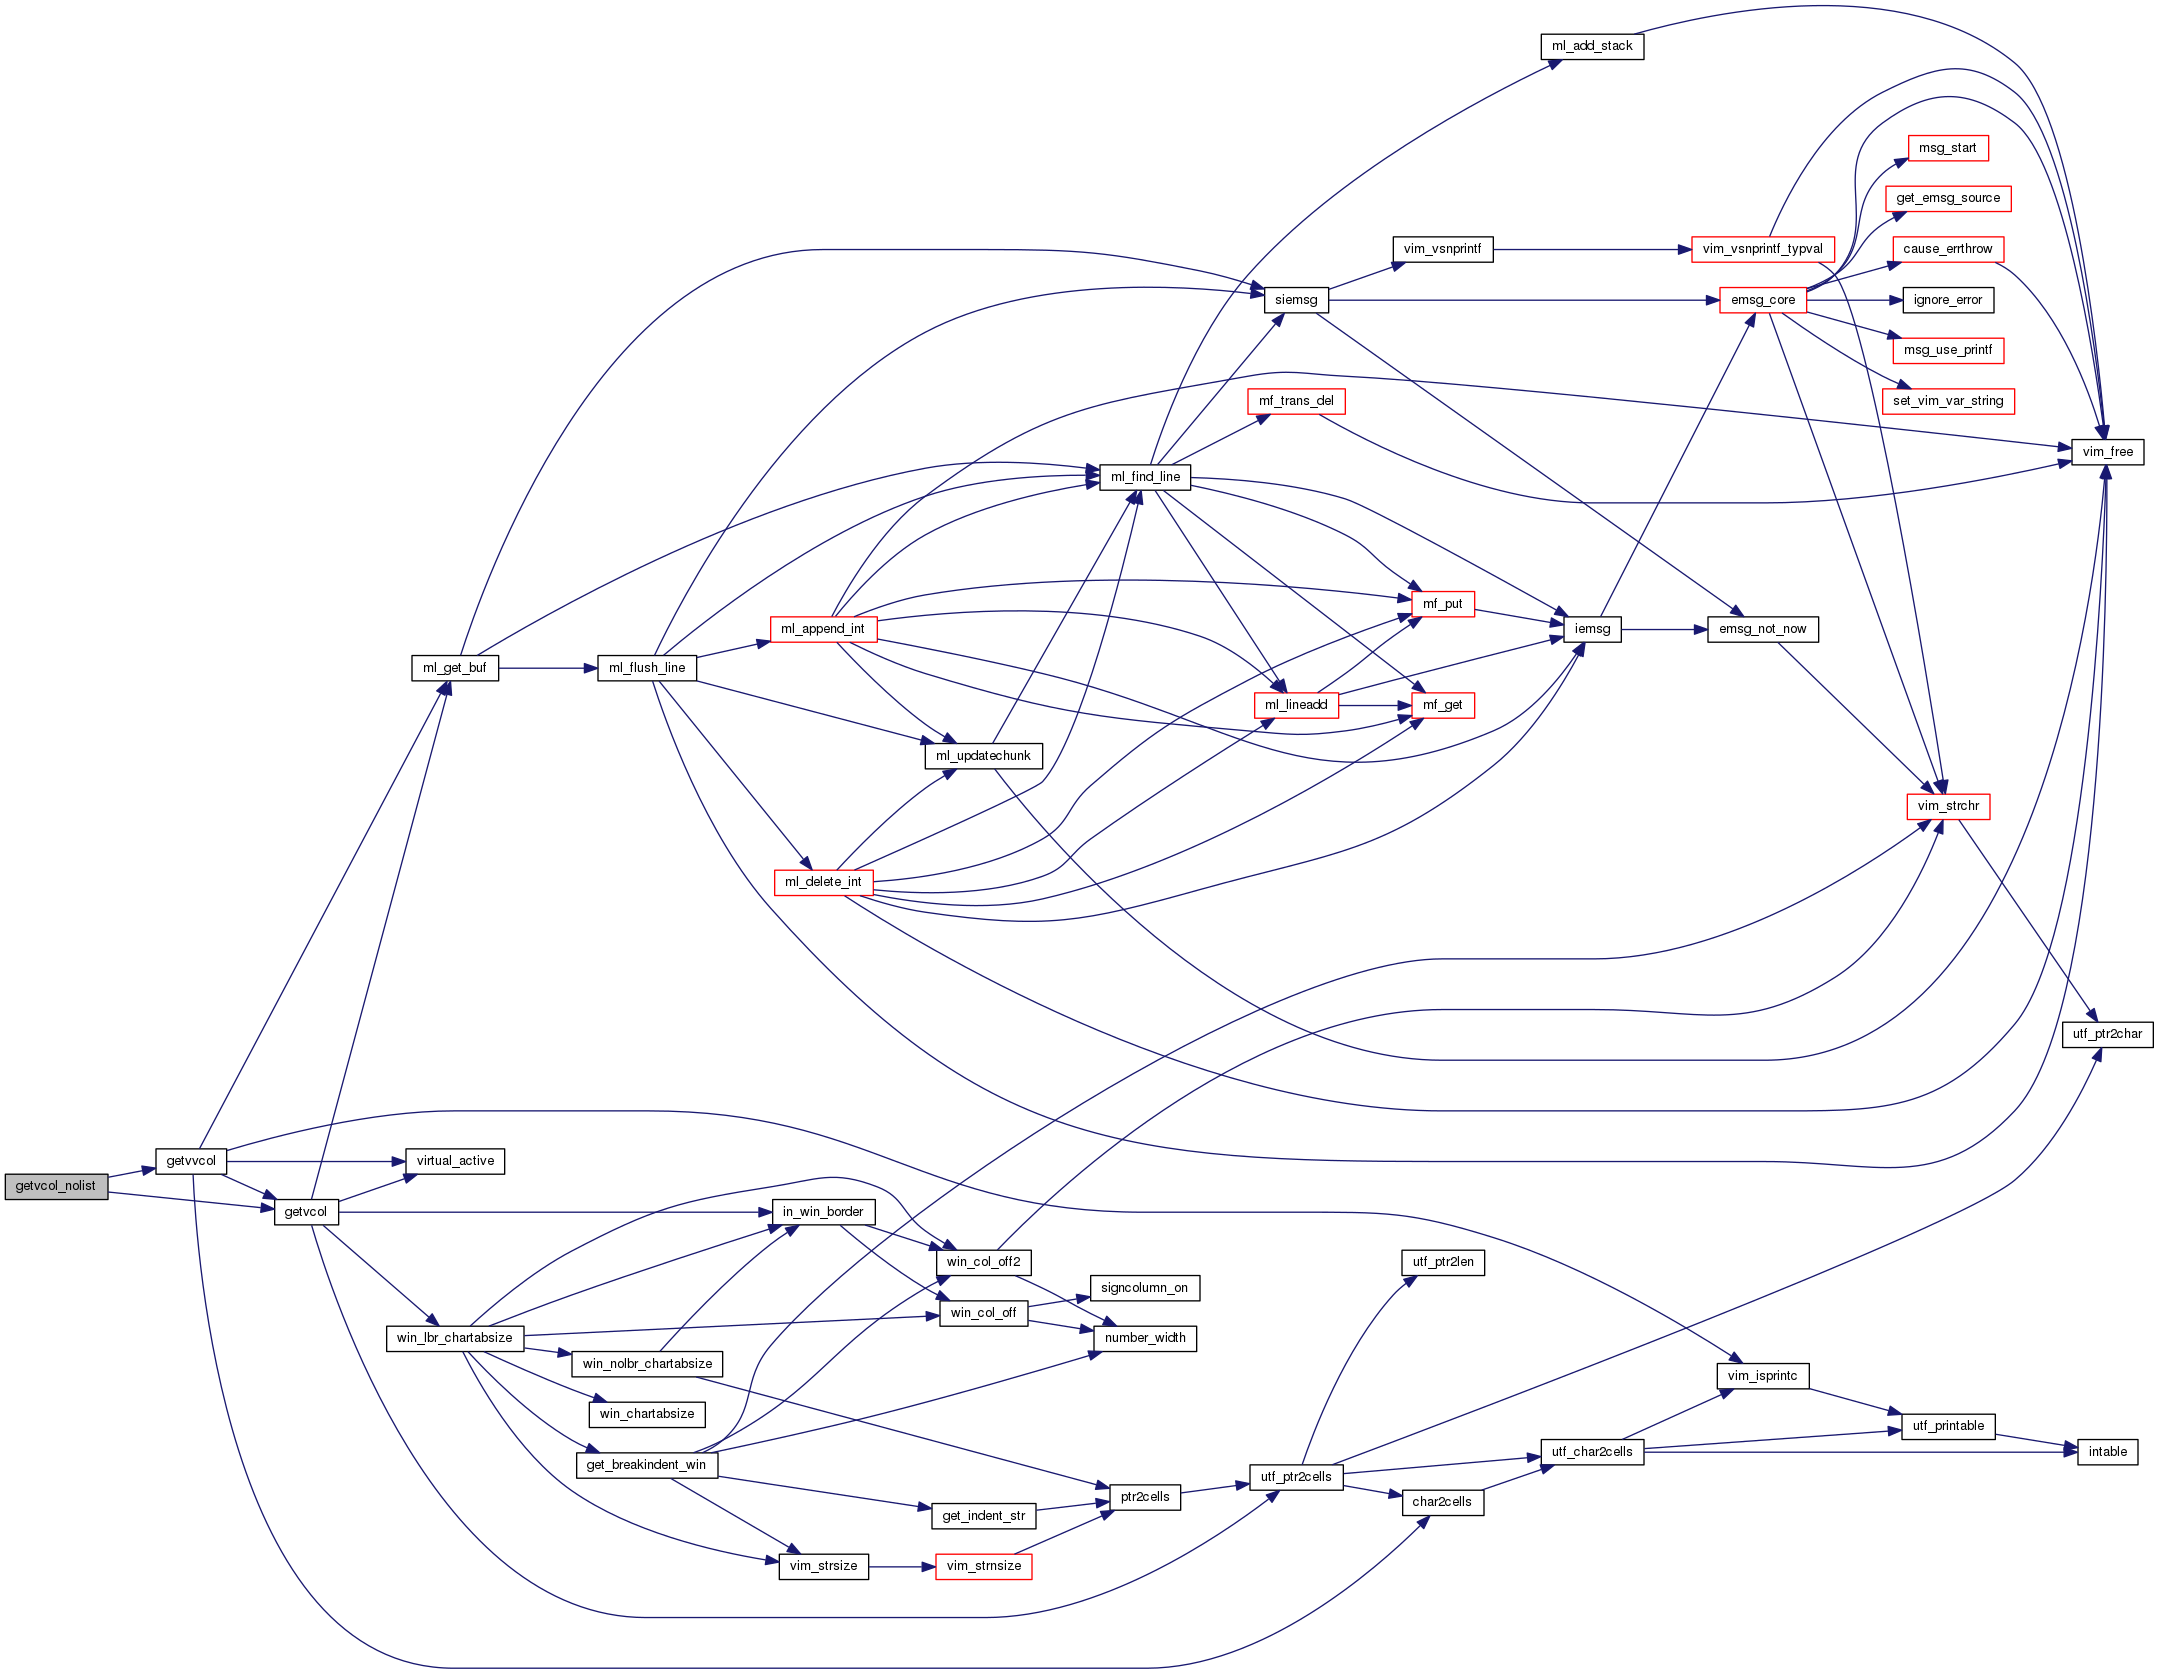 ml_add_stack
msg_start
get_emsg_source
vim_vsnprintf
vim_vsnprintf_typval
cause_errthrow
siemsg
emsg_core
ignore_error
msg_use_printf
mf_trans_del
set_vim_var_string
vim_free
ml_find_line
mf_put
ml_append_int
iemsg
emsg_not_now
ml_get_buf
ml_flush_line
ml_lineadd
mf_get
ml_updatechunk
vim_strchr
ml_delete_int
utf_ptr2char
getvvcol
virtual_active
getvcol_nolist
getvcol
in_win_border
win_col_off2
utf_ptr2len
signcolumn_on
win_col_off
win_lbr_chartabsize
number_width
win_nolbr_chartabsize
vim_isprintc
win_chartabsize
utf_printable
utf_char2cells
intable
get_breakindent_win
utf_ptr2cells
ptr2cells
char2cells
get_indent_str
vim_strsize
vim_strnsize